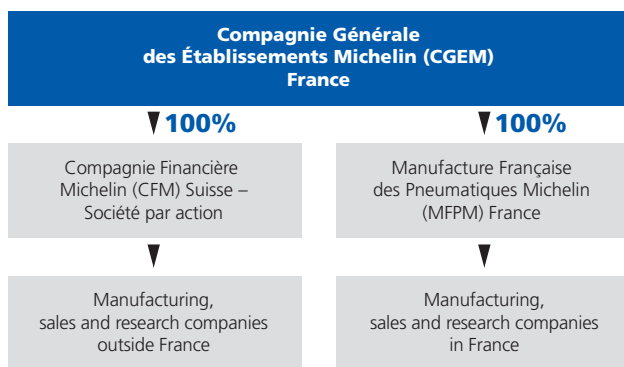 Compagnie Générale
des Établissements Michelin (CGEM)
France
100%
100%
Compagnie Financière
Michelin (CFM) Suisse –
Société par action
Manufacture Française
des Pneumatiques Michelin
(MFPM) France
Manufacturing,
sales and research companies
outside France
Manufacturing,
sales and research companies
in France